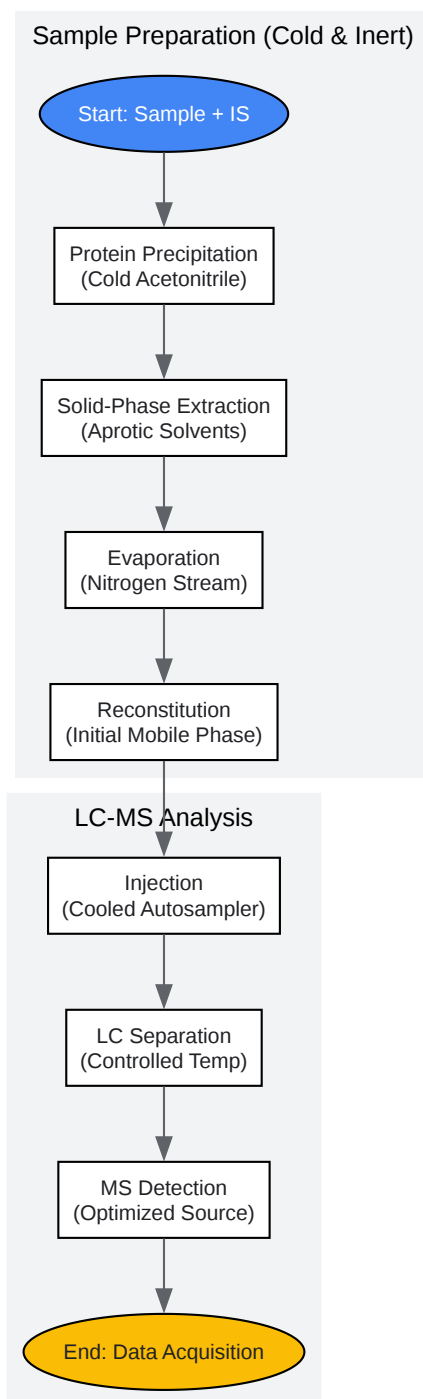 Sample Preparation (Cold & Inert)
Start: Sample + IS
Protein Precipitation
(Cold Acetonitrile)
Solid-Phase Extraction
(Aprotic Solvents)
Evaporation
(Nitrogen Stream)
Reconstitution
(Initial Mobile Phase)
LC-MS Analysis
Injection
(Cooled Autosampler)
LC Separation
(Controlled Temp)
MS Detection
(Optimized Source)
End: Data Acquisition